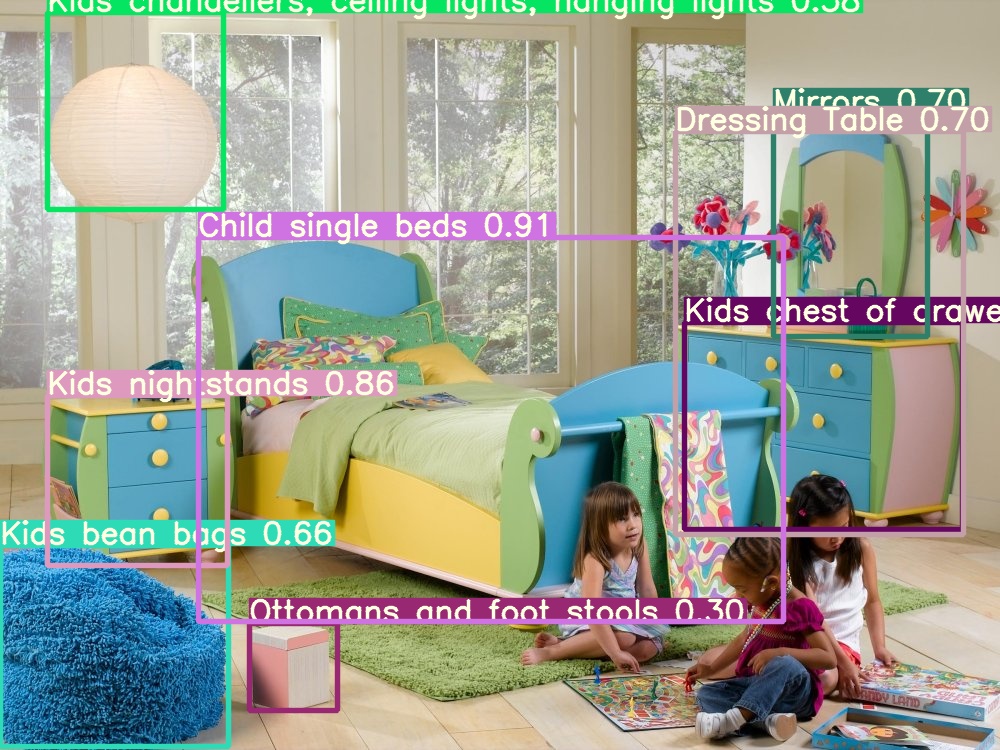 Kids chandeliers, ceiling lights, hanging lights 0.58
Mirrors 0.70
Dressing Table 0.70
Child single beds 0.91
Kids chest of drawe
Kids nightstands 0.86
Kids bean bags 0.66
Ottomans and foot stools 0.30
ANDY LAND